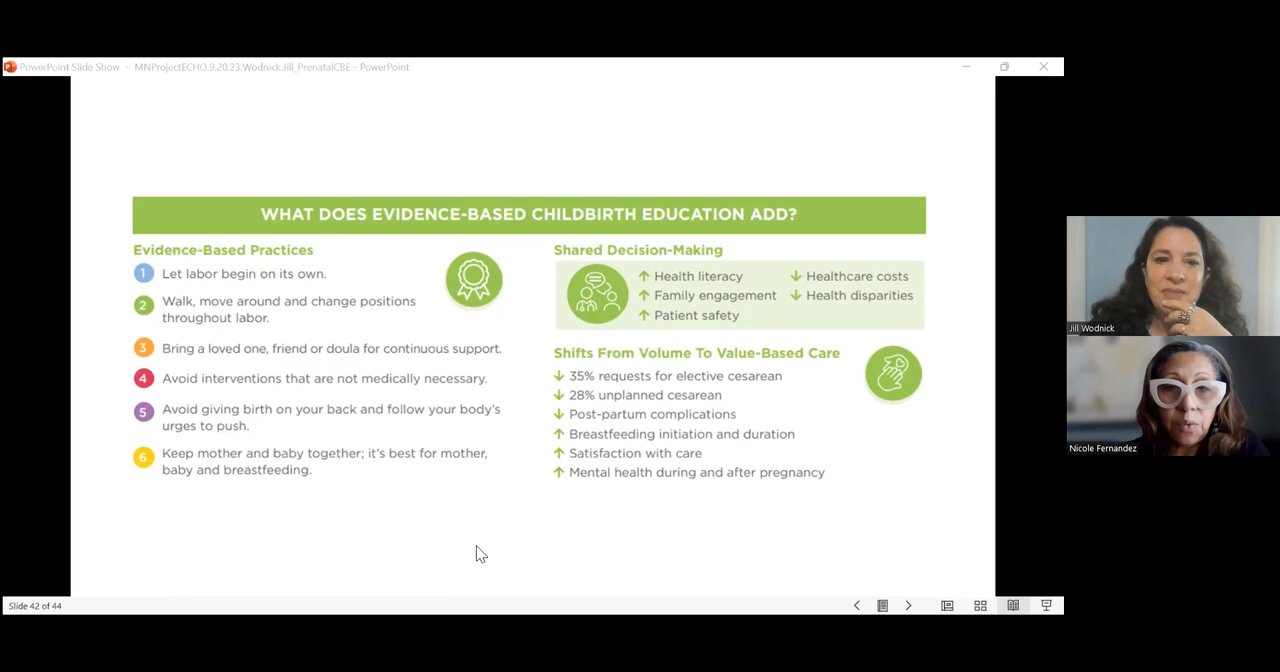 PowerPoint Slide Show - MNProjectECHO.9.20.23.Wodnick.Jill_PrenatalCBE - PowerPoint
WHAT DOES EVIDENCE-BASED CHILDBIRTH EDUCATION ADD?
Evidence-Based Practices
1 Let labor begin on its own.
2 Walk, move around and change positions
throughout labor.
3 Bring a loved one, friend or doula for continuous support.
4 Avoid interventions that are not medically necessary.
5 Avoid giving birth on your back and follow your body's
urges to push.
6 Keep mother and baby together; it's best for mother,
baby and breastfeeding.
Shared Decision-Making
↑ Health literacy
↑ Family engagement
↑ Patient safety
↓ Healthcare costs
↓ Health disparities
Shifts From Volume To Value-Based Care
↓ 35% requests for elective cesarean
↓ 28% unplanned cesarean
↓ Post-partum complications
↑ Breastfeeding initiation and duration
↑ Satisfaction with care
↑ Mental health during and after pregnancy
Jill Wodnick
Nicole Fernandez
Slide 42 of 44